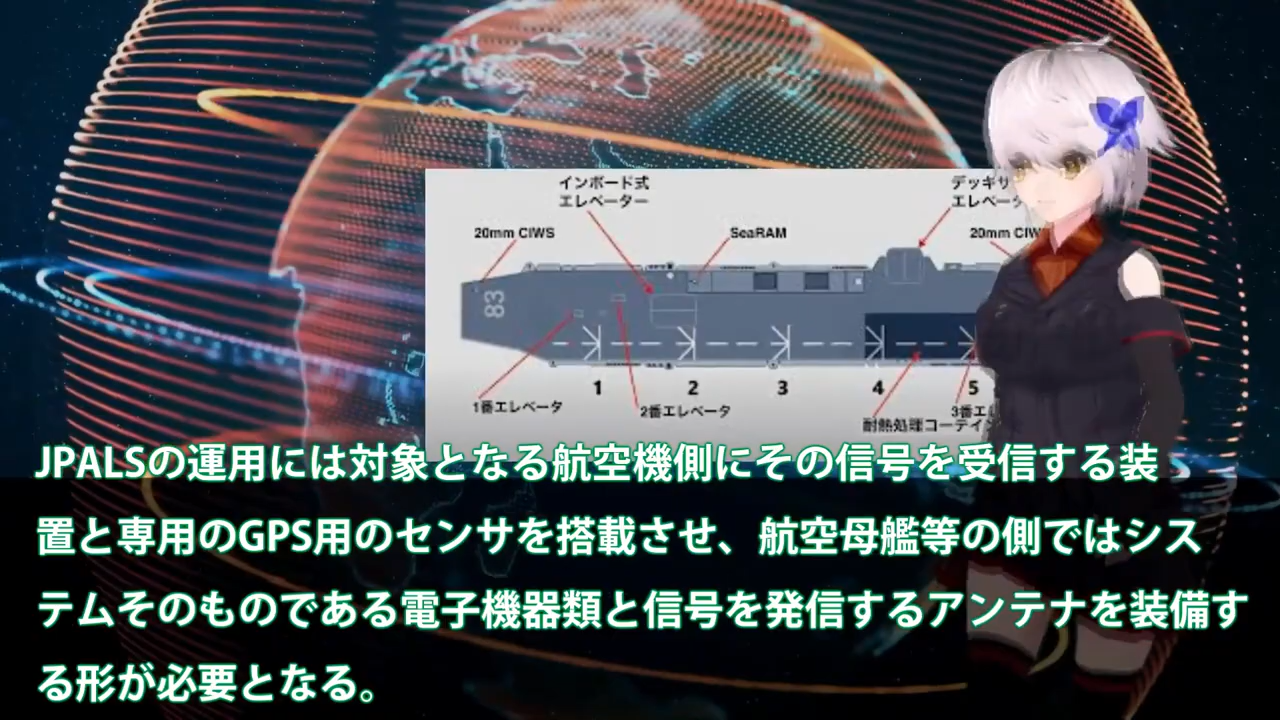 インボード式
エレベーター
デッキサ
エレベー
20mm CIWS
SeaRAM
20mm CIW
83
1
2
3
4
5
1番エレベータ
2番エレベータ
3番エレ
耐熱処理コーティン
JPALSの運用には対象となる航空機側にその信号を受信する装
置と専用のGPS用のセンサを搭載させ、航空母艦等の側ではシス
テムそのものである電子機器類と信号を発信するアンテナを装備す
る形が必要となる。